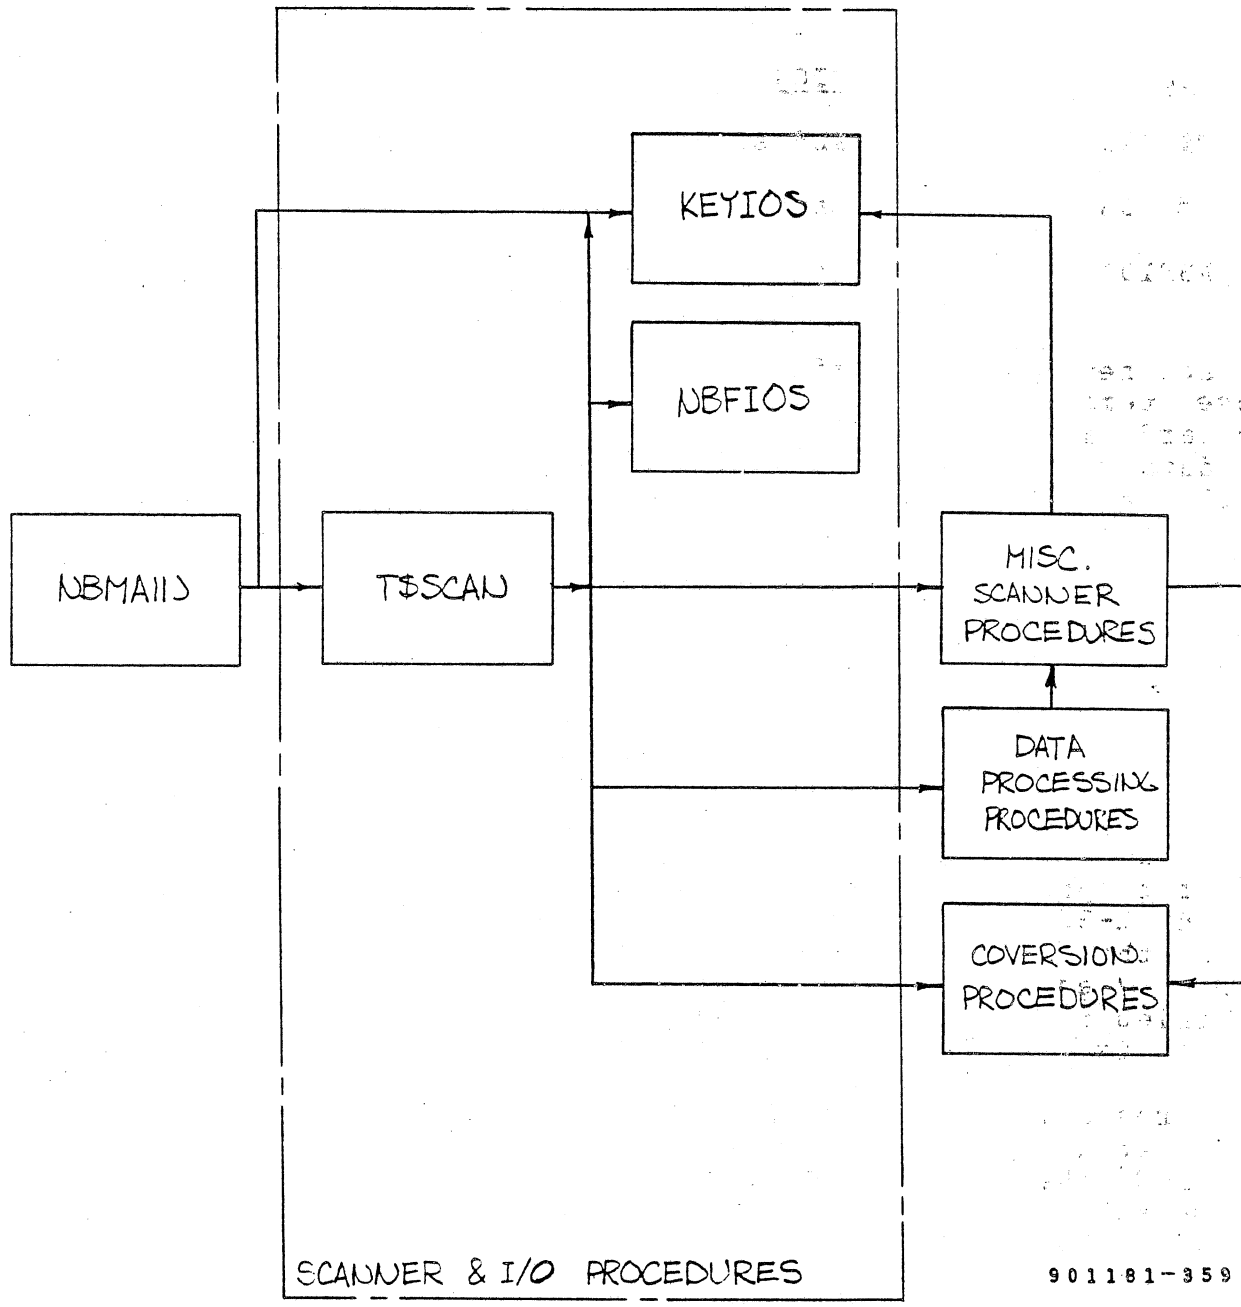 KEYIOS
NBFIOS
NBMAIN
T$SCAN
MISC.
SCANNER
PROCEDURES
DATA
PROCESSING
PROCEDURES
COVERSION
PROCEDURES
SCANNER & I/O PROCEDURES
901181-359